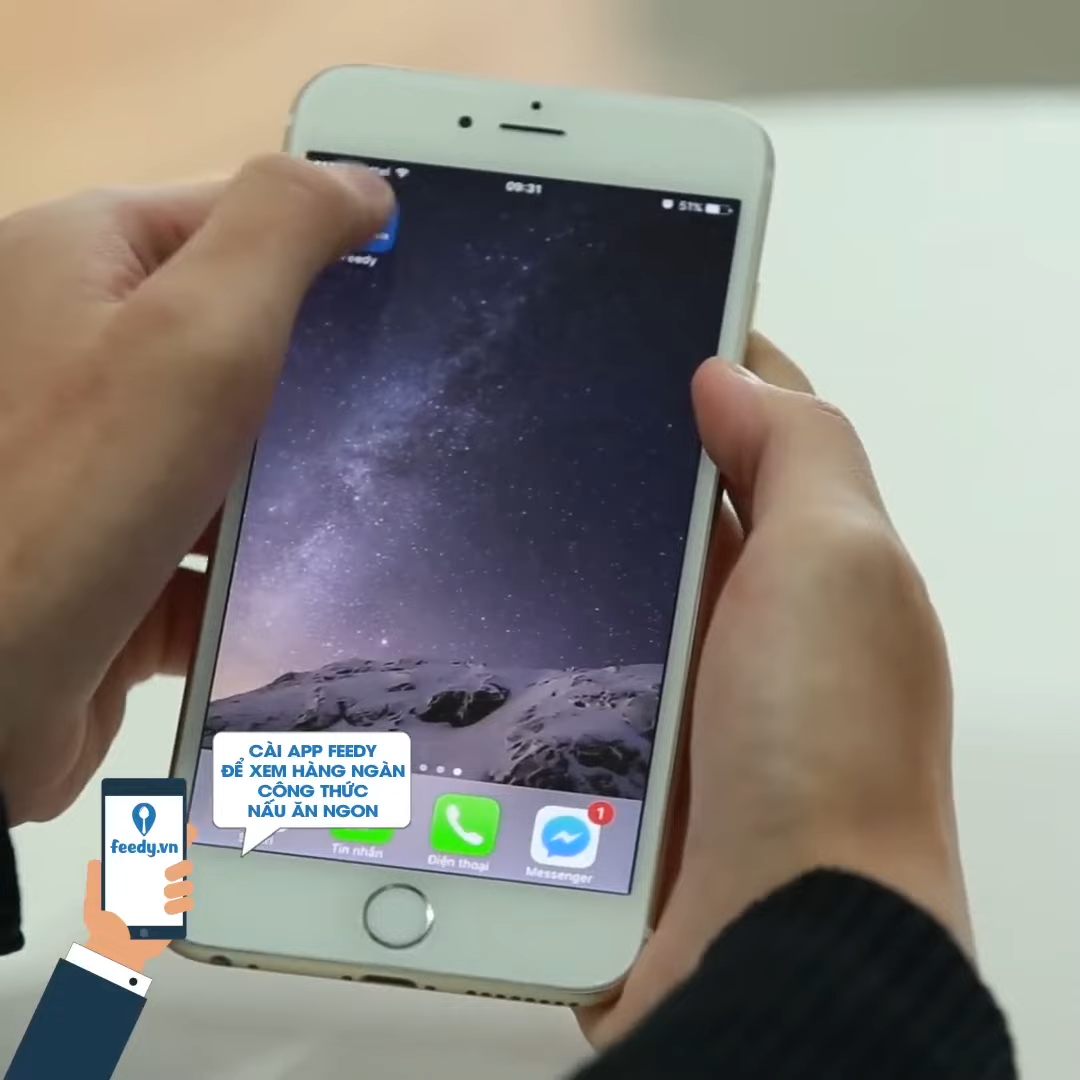 09:31
51%
CÀI APP FEEDY
ĐỂ XEM HÀNG NGÀN
CÔNG THỨC
NẤU ĂN NGON
feedy.vn
1
Tin nhắn
Điện thoại
Messenger